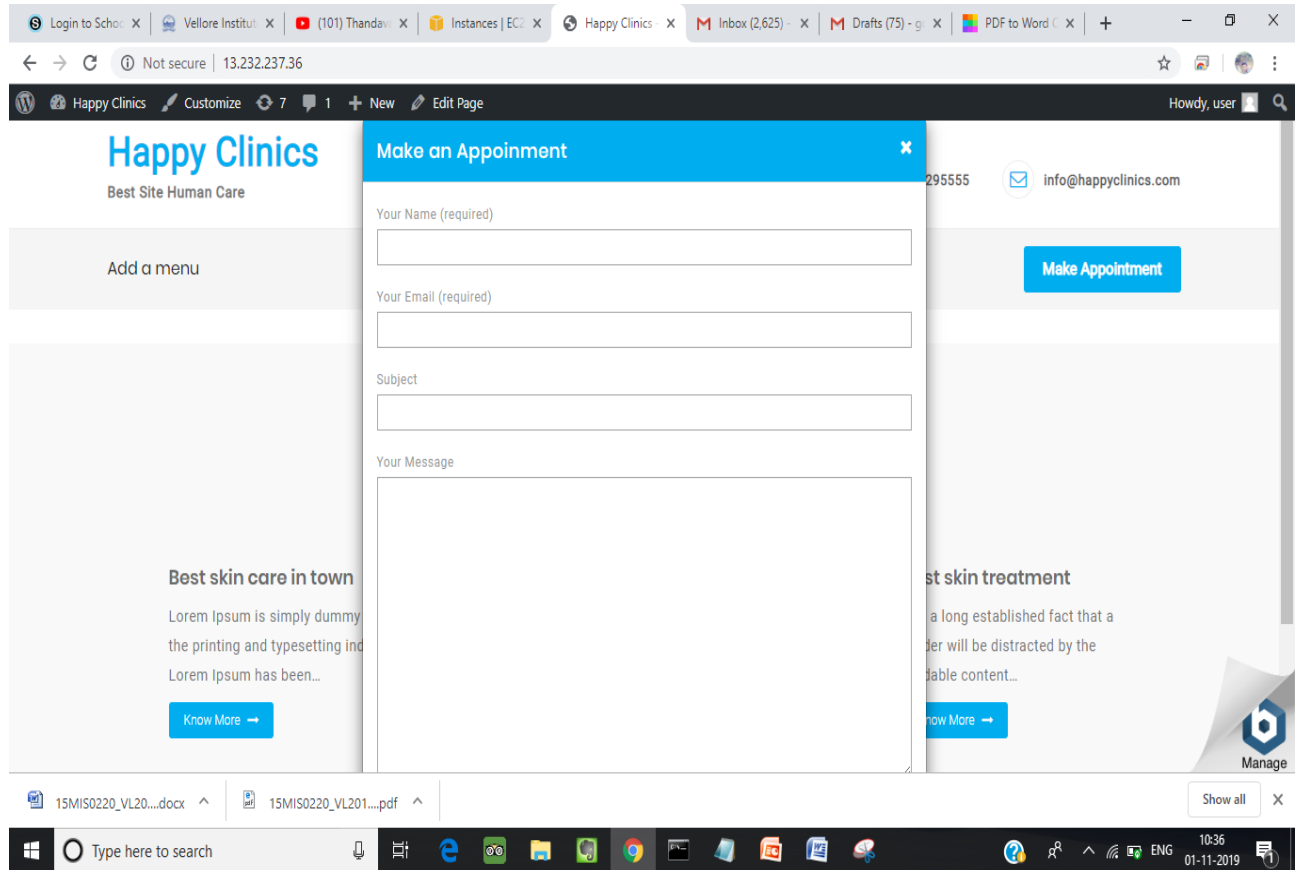 Login to Schoo
Vellore Institut
(101) Thandav
Instances | EC2
Happy Clinics -
Inbox (2,625) -
Drafts (75) - g
PDF to Word C
Not secure | 13.232.237.36
Happy Clinics
Customize
7
1
New
Edit Page
Howdy, user
Happy Clinics
Best Site Human Care
295555
info@happyclinics.com
Make an Appoinment
Your Name (required)
Add a menu
Make Appointment
Your Email (required)
Subject
Your Message
Best skin care in town
Lorem Ipsum is simply dummy
the printing and typesetting ind
Lorem Ipsum has been...
Know More →
st skin treatment
a long established fact that a
der will be distracted by the
dable content...
now More →
Manage
15MIS0220_VL20....docx
15MIS0220_VL201....pdf
Show all
Type here to search
ENG
10:36
01-11-2019